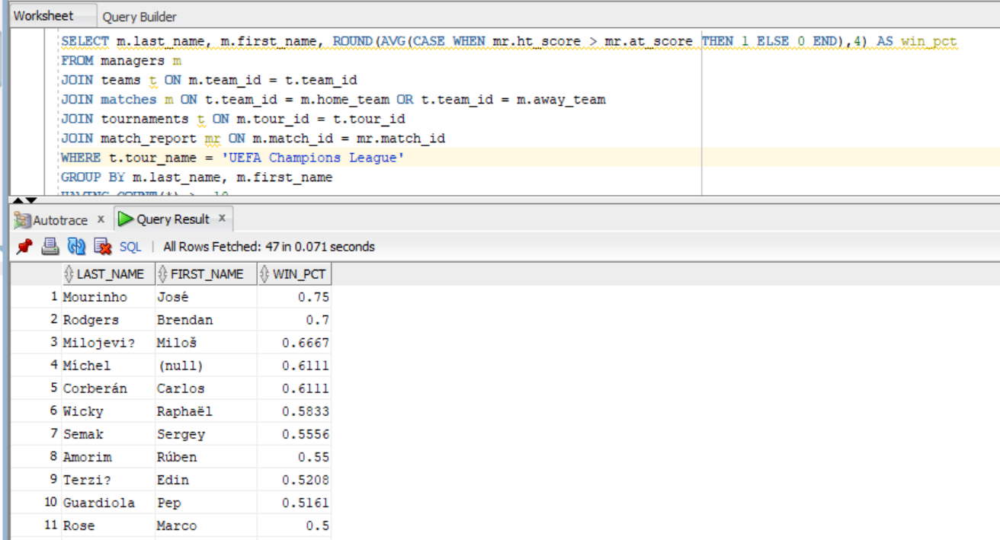 Worksheet Query Builder
SELECT m.last_name, m.first_name, ROUND(AVG(CASE WHEN mr.ht_score > mr.at_score THEN 1 ELSE 0 END),4) AS win_pct
FROM managers m
JOIN teams t ON m.team_id = t.team_id
JOIN matches m ON t.team_id = m.home_team OR t.team_id = m.away_team
JOIN tournaments t ON m.tour_id = t.tour_id
JOIN match_report mr ON m.match_id = mr.match_id
WHERE t.tour_name = 'UEFA Champions League'
GROUP BY m.last_name, m.first_name
Autotrace x Query Result x
SQL | All Rows Fetched: 47 in 0.071 seconds
LAST_NAME FIRST_NAME WIN_PCT
1 Mourinho José 0.75
2 Rodgers Brendan 0.7
3 Milojevi? Miloš 0.6667
4 Míchel (null) 0.6111
5 Corberán Carlos 0.6111
6 Wicky Raphaël 0.5833
7 Semak Sergey 0.5556
8 Amorim Rúben 0.55
9 Terzi? Edin 0.5208
10 Guardiola Pep 0.5161
11 Rose Marco 0.5